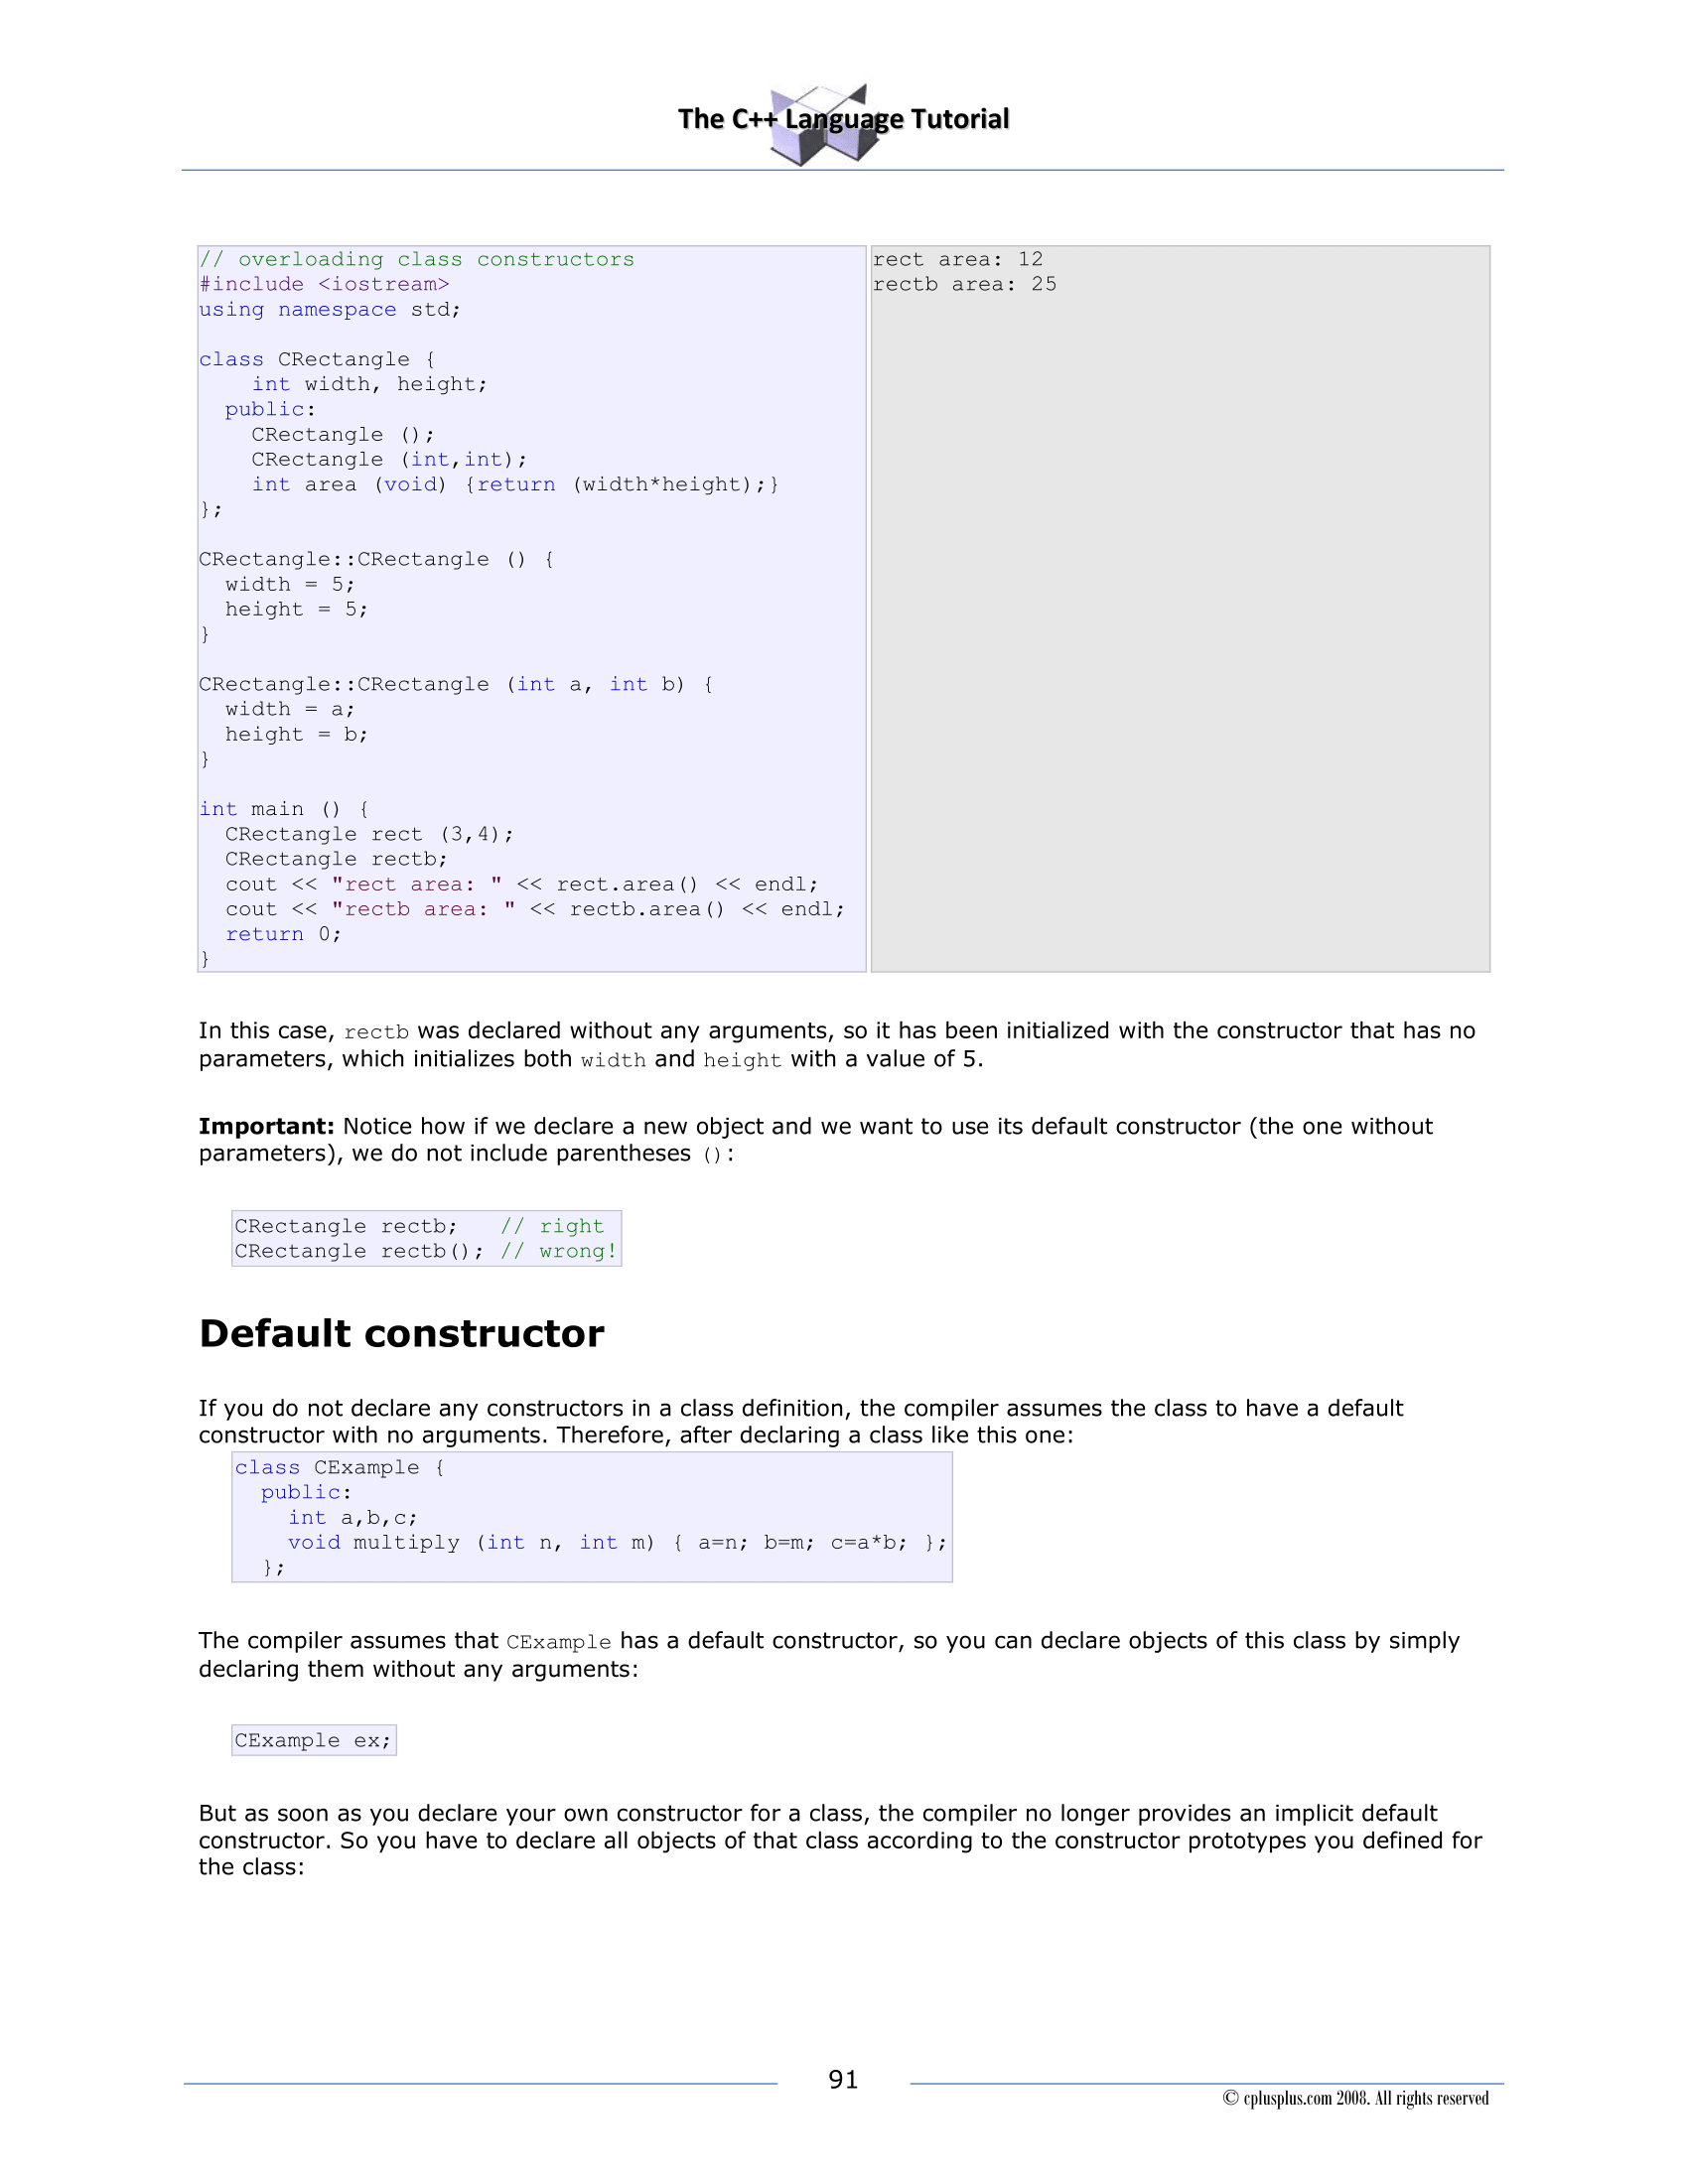 The C++ Language Tutorial
// overloading class constructors
#include <iostream>
using namespace std;

class CRectangle {
    int width, height;
  public:
    CRectangle ();
    CRectangle (int,int);
    int area (void) {return (width*height);}
};

CRectangle::CRectangle () {
  width = 5;
  height = 5;
}

CRectangle::CRectangle (int a, int b) {
  width = a;
  height = b;
}

int main () {
  CRectangle rect (3,4);
  CRectangle rectb;
  cout << "rect area: " << rect.area() << endl;
  cout << "rectb area: " << rectb.area() << endl;
  return 0;
}
rect area: 12
rectb area: 25
In this case, rectb was declared without any arguments, so it has been initialized with the constructor that has no
parameters, which initializes both width and height with a value of 5.
Important: Notice how if we declare a new object and we want to use its default constructor (the one without
parameters), we do not include parentheses ():
CRectangle rectb;   // right
CRectangle rectb(); // wrong!
Default constructor
If you do not declare any constructors in a class definition, the compiler assumes the class to have a default
constructor with no arguments. Therefore, after declaring a class like this one:
class CExample {
  public:
    int a,b,c;
    void multiply (int n, int m) { a=n; b=m; c=a*b; };
  };
The compiler assumes that CExample has a default constructor, so you can declare objects of this class by simply
declaring them without any arguments:
CExample ex;
But as soon as you declare your own constructor for a class, the compiler no longer provides an implicit default
constructor. So you have to declare all objects of that class according to the constructor prototypes you defined for
the class:
91
© cplusplus.com 2008. All rights reserved